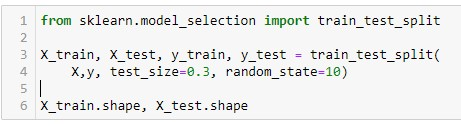 1 from sklearn.model_selection import train_test_split
2
3 X_train, X_test, y_train, y_test = train_test_split(
4     X,y, test_size=0.3, random_state=10)
5
6 X_train.shape, X_test.shape